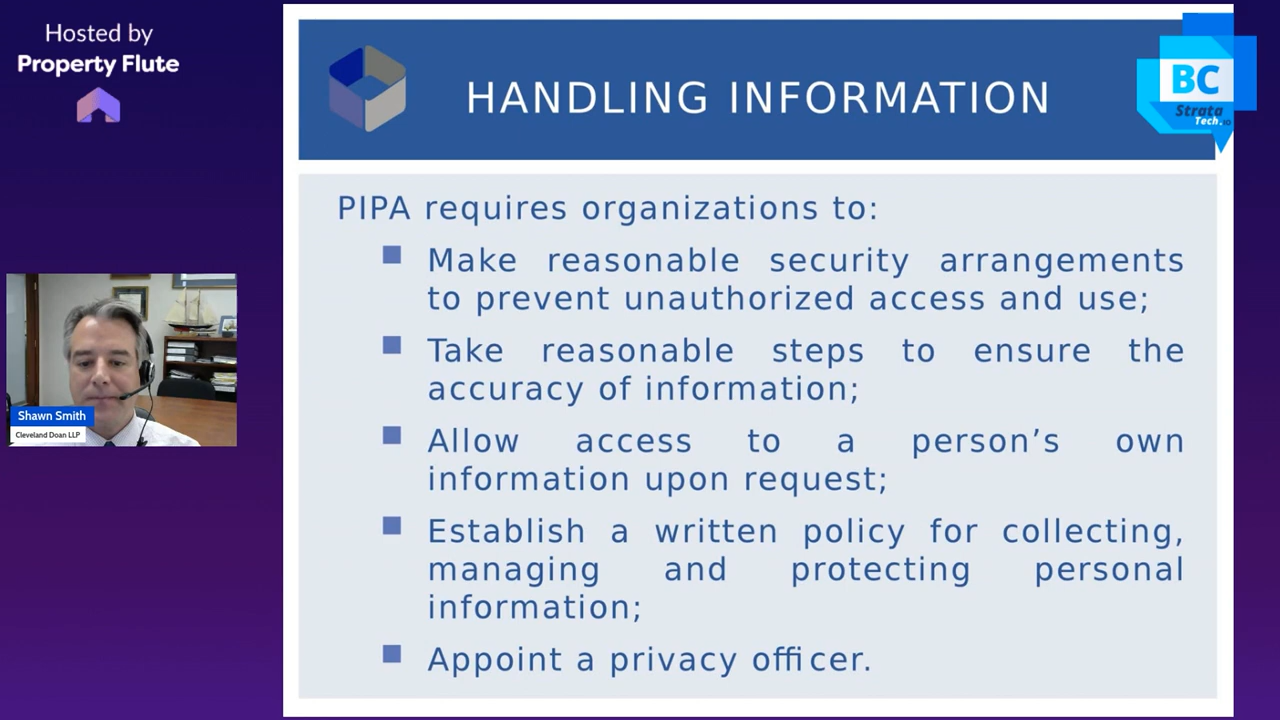 Hosted by
Property Flute
HANDLING INFORMATION
BC
Strata
Tech.io
PIPA requires organizations to:
Make reasonable security arrangements
to prevent unauthorized access and use;
Take reasonable steps to ensure the
accuracy of information;
Allow access to a person’s own
information upon request;
Establish a written policy for collecting,
managing and protecting personal
information;
Appoint a privacy officer.
Shawn Smith
Cleveland Doan LLP